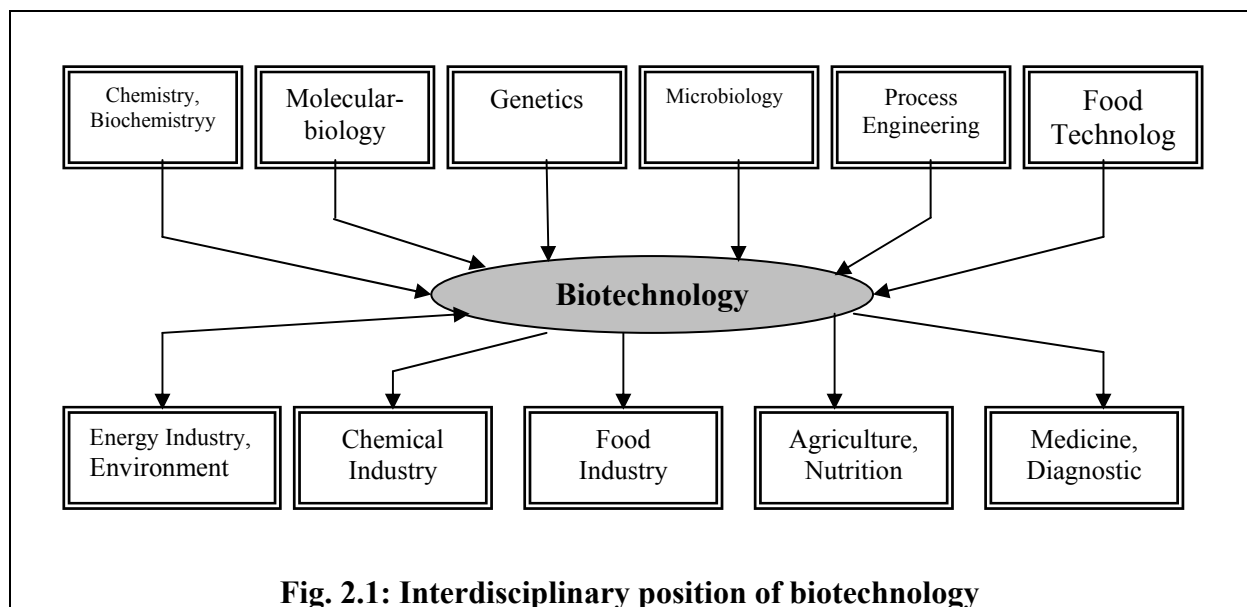 Chemistry,
Biochemistryy
Molecular-
biology
Genetics
Microbiology
Process
Engineering
Food
Technolog
Biotechnology
Energy Industry,
Environment
Chemical
Industry
Food
Industry
Agriculture,
Nutrition
Medicine,
Diagnostic
Fig. 2.1: Interdisciplinary position of biotechnology